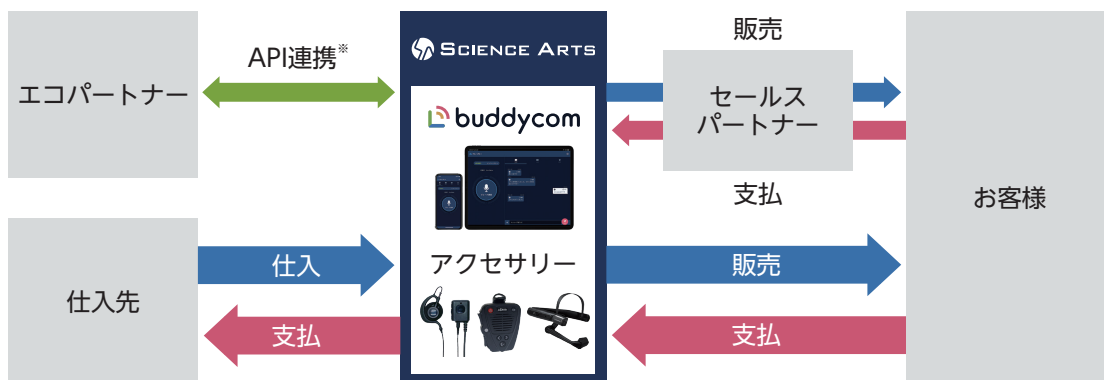 エコパートナー
API連携※
SCIENCE ARTS
buddycom
アクセサリー
販売
セールス
パートナー
支払
お客様
仕入先
仕入
支払
販売
支払